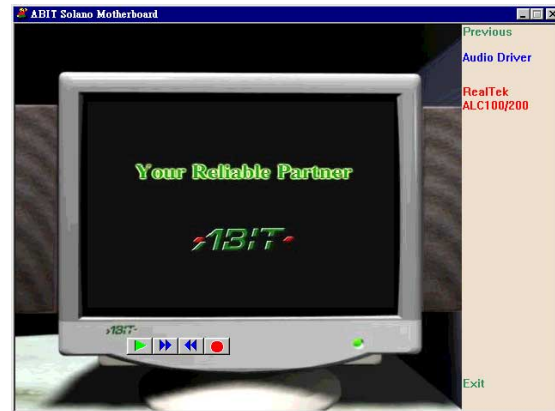 ABIT Solano Motherboard
Previous
Audio Driver
RealTek
ALC100/200
Your Reliable Partner
ABIT
ABIT
Exit